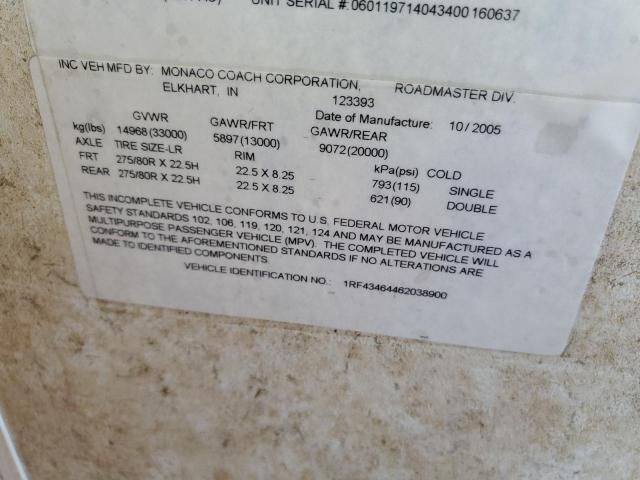 UNIT SERIAL #: 060119714043400160637
INC VEH MFD BY: MONACO COACH CORPORATION, ROADMASTER DIV.
ELKHART, IN 123393
Date of Manufacture: 10/2005
GVWR GAWR/FRT GAWR/REAR
kg(lbs) 14968(33000) 5897(13000) 9072(20000)
AXLE TIRE SIZE-LR RIM kPa(psi) COLD
FRT 275/80R X 22.5H 22.5 X 8.25 793(115) SINGLE
REAR 275/80R X 22.5H 22.5 X 8.25 621(90) DOUBLE
THIS INCOMPLETE VEHICLE CONFORMS TO U.S. FEDERAL MOTOR VEHICLE
SAFETY STANDARDS 102, 106, 119, 120, 121, 124 AND MAY BE MANUFACTURED AS A
MULTIPURPOSE PASSENGER VEHICLE (MPV). THE COMPLETED VEHICLE WILL
CONFORM TO THE AFOREMENTIONED STANDARDS IF NO ALTERATIONS ARE
MADE TO IDENTIFIED COMPONENTS.
VEHICLE IDENTIFICATION NO.: 1RF43464462038900